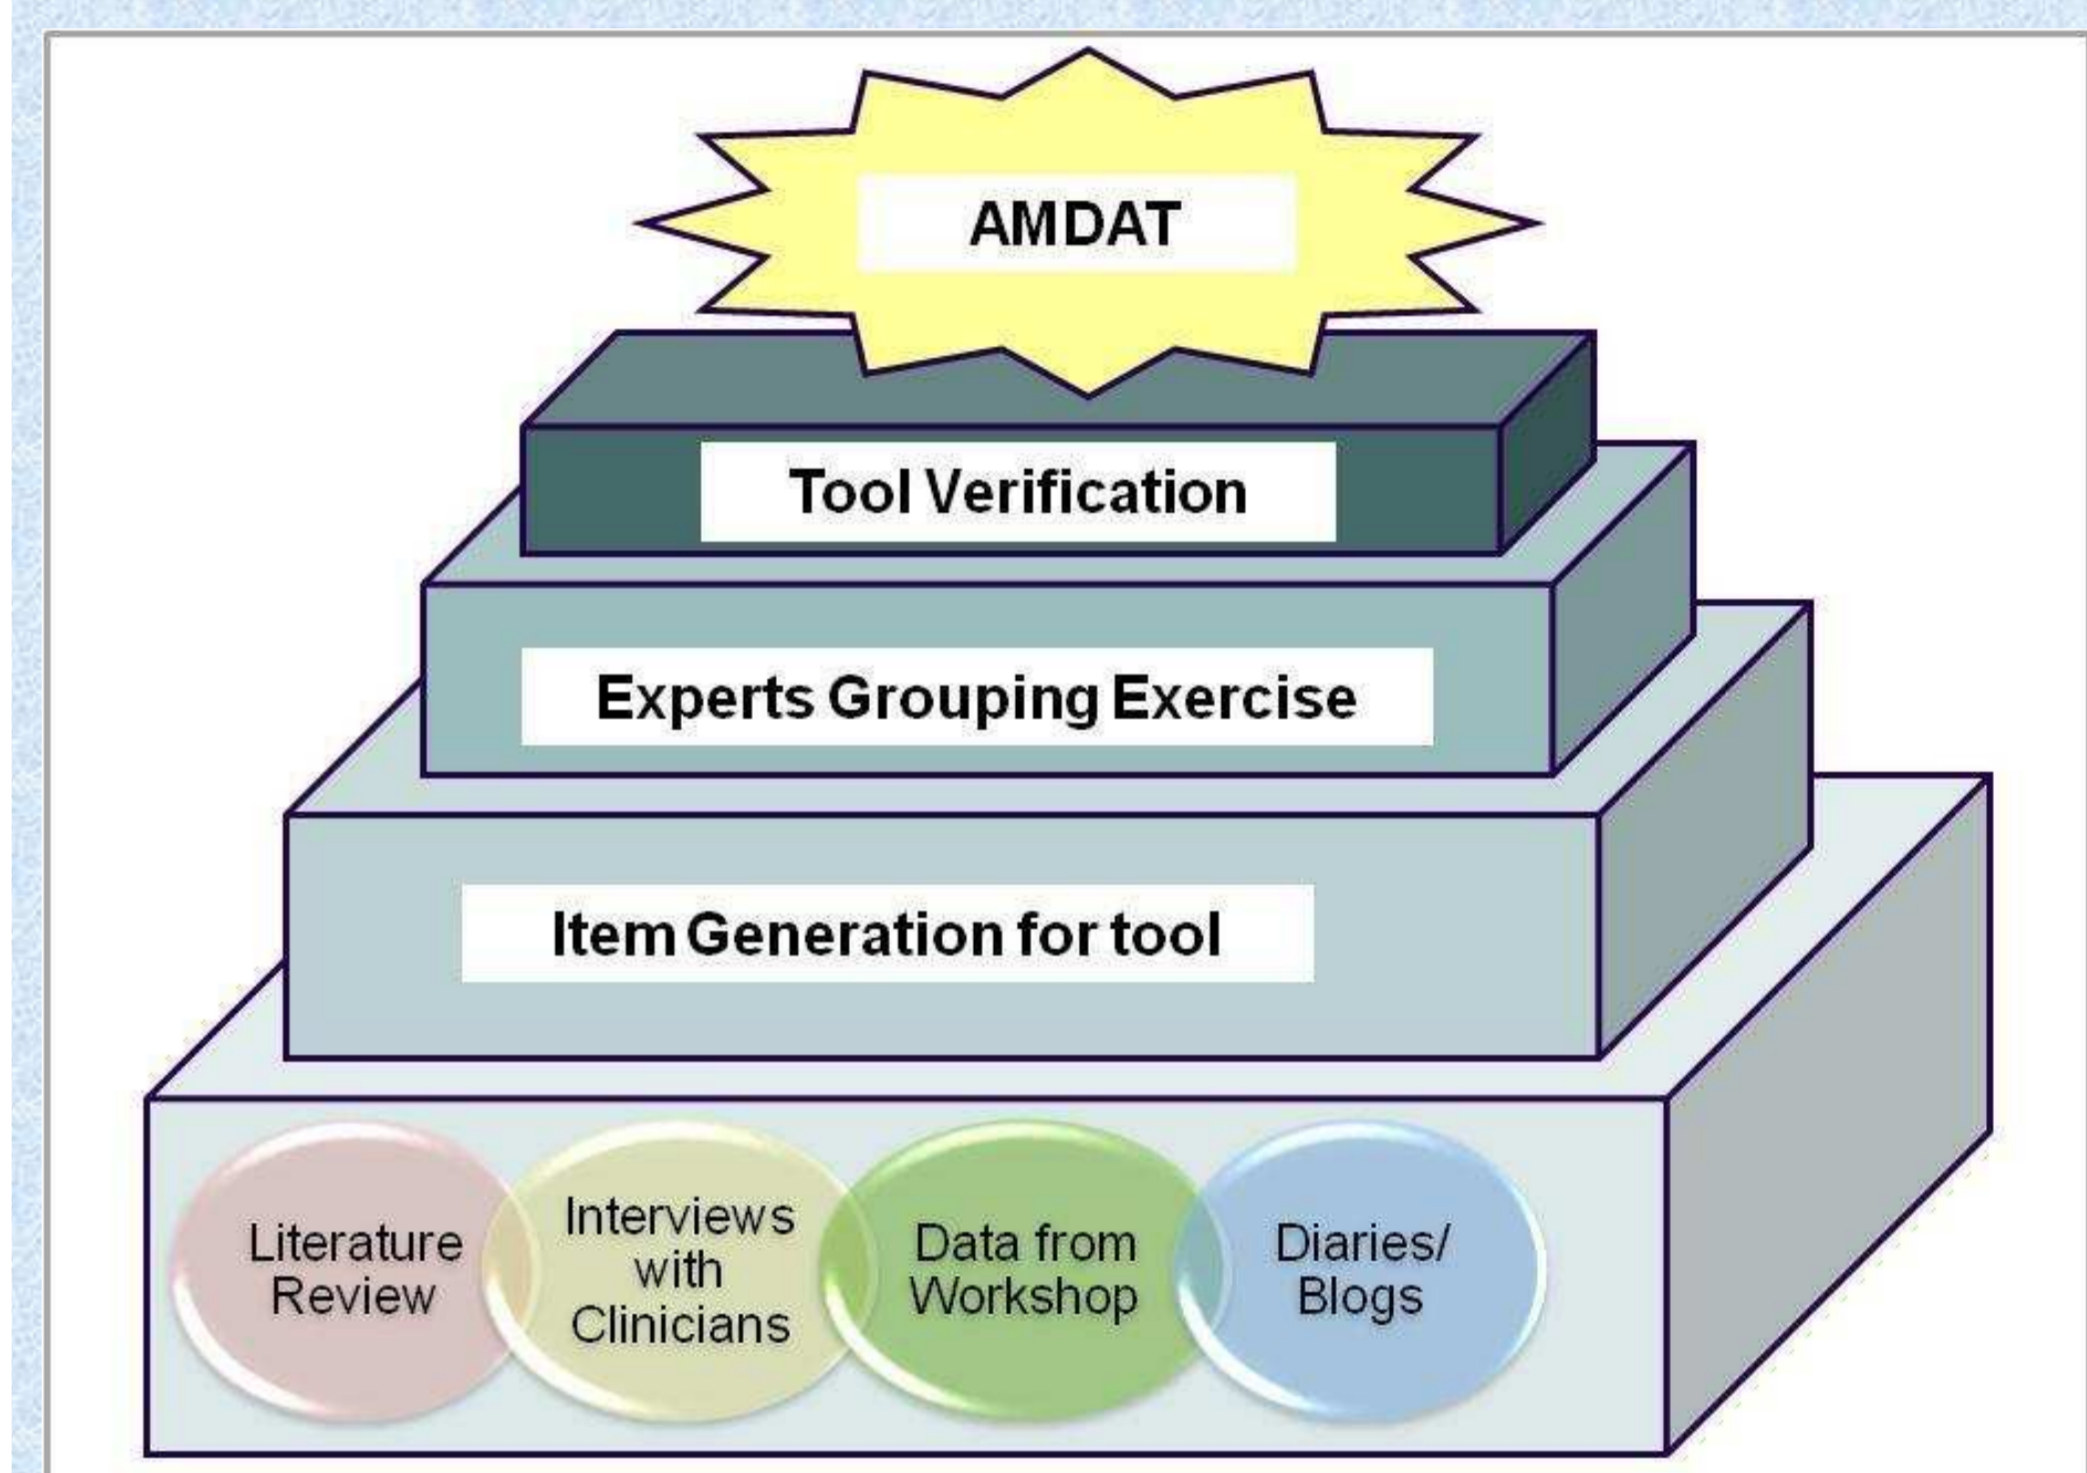 AMDAT
Tool Verification
Experts Grouping Exercise
Item Generation for tool
Literature
Review
Interviews
with
Clinicians
Data from
Workshop
Diaries/
Blogs